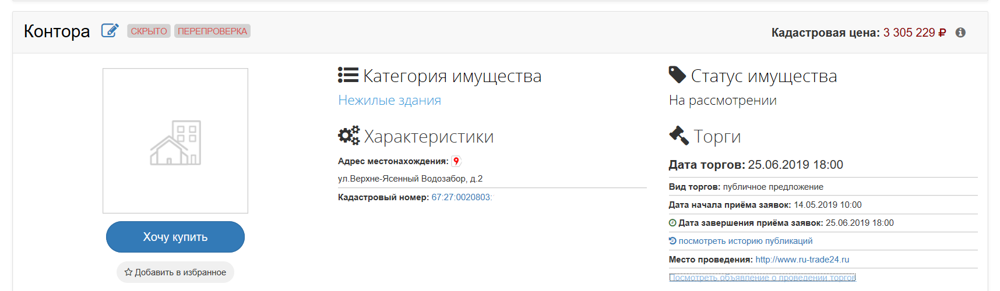 Контора СКРЫТО ПЕРЕПРОВЕРКА
Кадастровая цена: 3 305 229 ₽
Хочу купить
Добавить в избранное
Категория имущества
Нежилые здания
Характеристики
Адрес местонахождения:
ул.Верхне-Ясенный Водозабор, д.2
Кадастровый номер: 67:27:0020803:
Статус имущества
На рассмотрении
Торги
Дата торгов: 25.06.2019 18:00
Вид торгов: публичное предложение
Дата начала приёма заявок: 14.05.2019 10:00
Дата завершения приёма заявок: 25.06.2019 18:00
посмотреть историю публикаций
Место проведения: http://www.ru-trade24.ru
Посмотреть объявление о проведении торгов